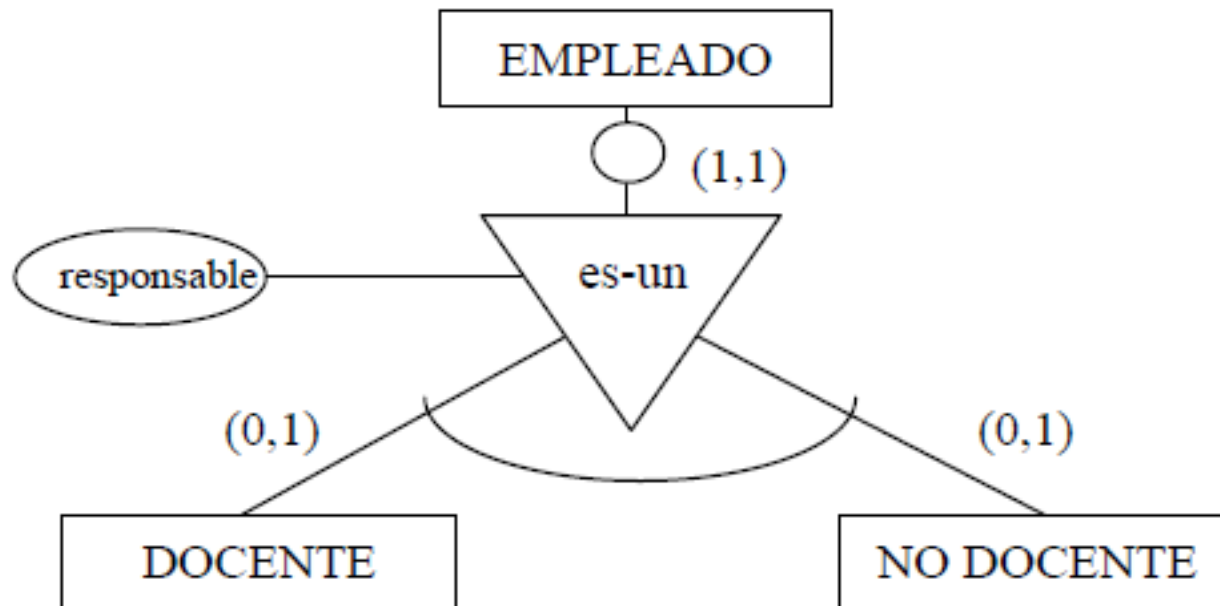 EMPLEADO
(1,1)
responsable
es-un
(0,1)
(0,1)
DOCENTE
NO DOCENTE